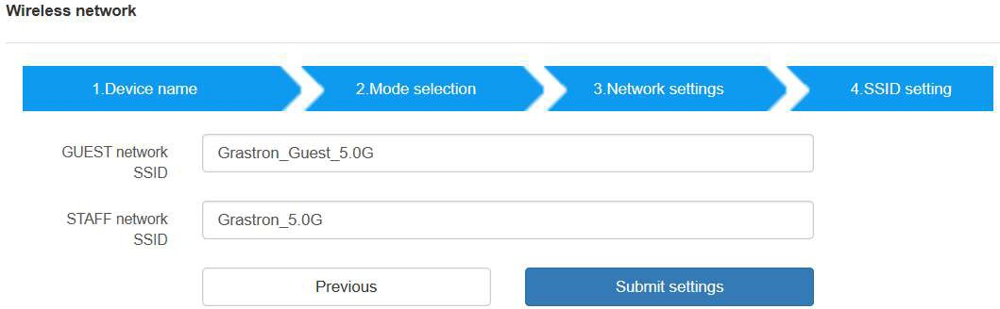 Wireless network
1.Device name
2.Mode selection
3.Network settings
4.SSID setting
GUEST network
SSID
Grastron_Guest_5.0G
STAFF network
SSID
Grastron_5.0G
Previous
Submit settings